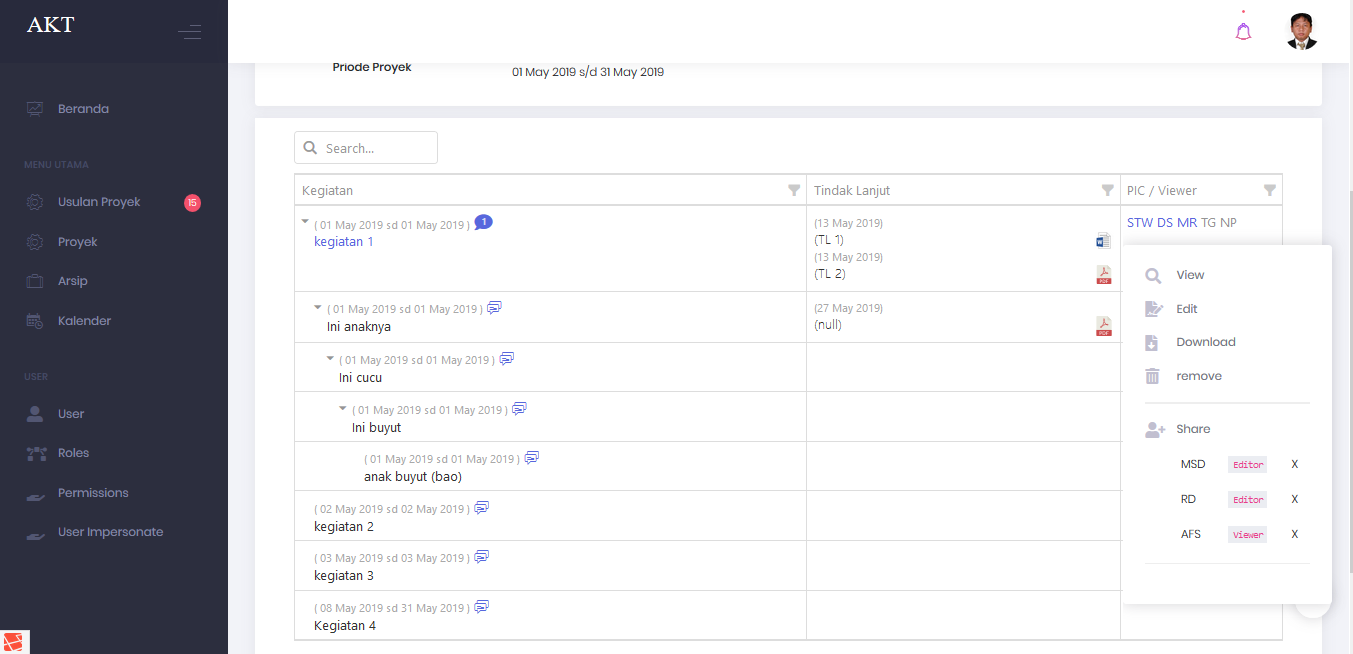 AKT
Beranda
MENU UTAMA
Usulan Proyek 15
Proyek
Arsip
Kalender
USER
User
Roles
Permissions
User Impersonate
Priode Proyek 01 May 2019 s/d 31 May 2019
Search...
Kegiatan Tindak Lanjut PIC / Viewer
( 01 May 2019 sd 01 May 2019 ) 1
kegiatan 1
(13 May 2019)
(TL 1)
(13 May 2019)
(TL 2)
PDF
STW DS MR TG NP
( 01 May 2019 sd 01 May 2019 )
Ini anaknya
(27 May 2019)
(null)
PDF
( 01 May 2019 sd 01 May 2019 )
Ini cucu
( 01 May 2019 sd 01 May 2019 )
Ini buyut
( 01 May 2019 sd 01 May 2019 )
anak buyut (bao)
( 02 May 2019 sd 02 May 2019 )
kegiatan 2
( 03 May 2019 sd 03 May 2019 )
kegiatan 3
( 08 May 2019 sd 31 May 2019 )
Kegiatan 4
View
Edit
Download
remove
Share
MSD Editor X
RD Editor X
AFS Viewer X